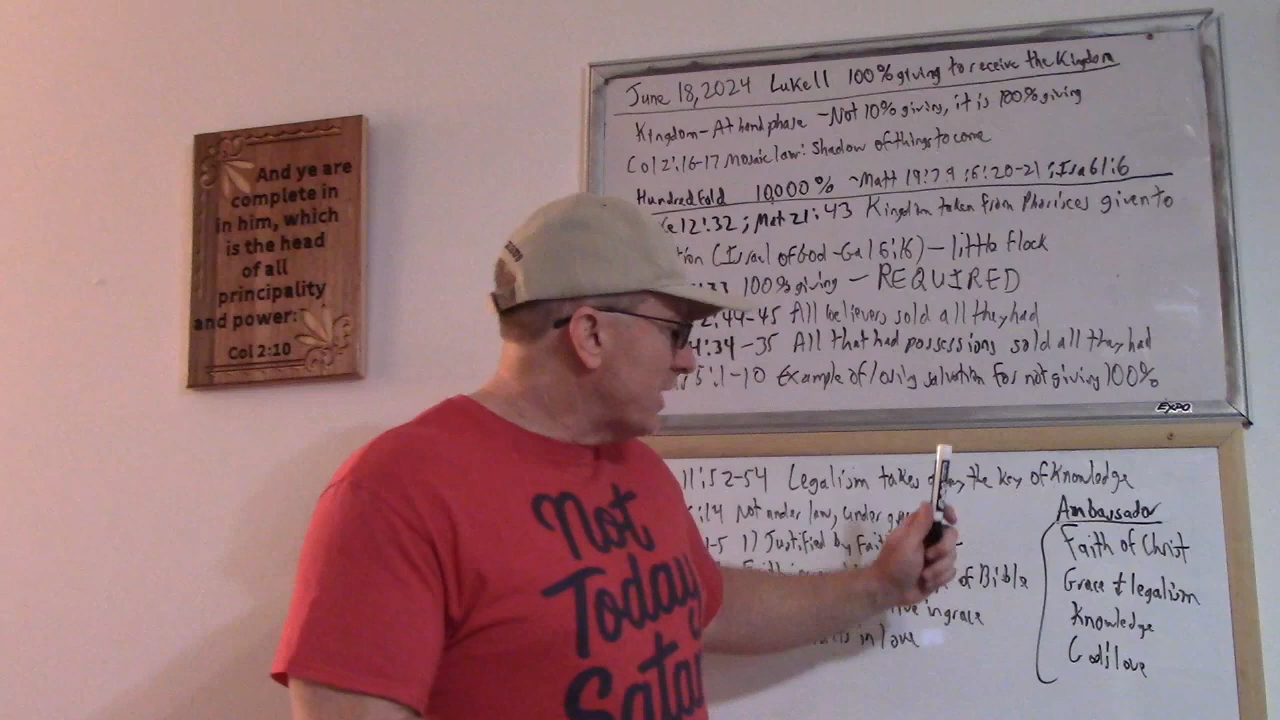 And ye are
complete in
in him, which
is the head
of all
principality
and power:
Col 2:10
June 18, 2024 Luke 11 100% giving to receive the Kingdom
Kingdom-At hand phase ~Not 10% giving, it is 100% giving
Col 2:16-17 Mosaic law: Shadow of things to come
Hundred Fold 10,000% ~Matt 19:29; 6:20-21; Isa 61:6
12:32; Mat 21:43 Kingdom taken from Pharisees given to
(Israel of God-Gal 6:16) - little flock
100% giving - REQUIRED
44-45 All believers sold all they had
4:34-35 All that had possessions sold all they had
5:1-10 Example of losing salvation for not giving 100%
EXPO
11:52-54 Legalism takes away the key of Knowledge
:14 Not under law, under
-5 1) Justified by
of Bible
in grace
in love
Ambassador
Faith of Christ
Grace ≠ legalism
Knowledge
God's love
Not
Today
Satan